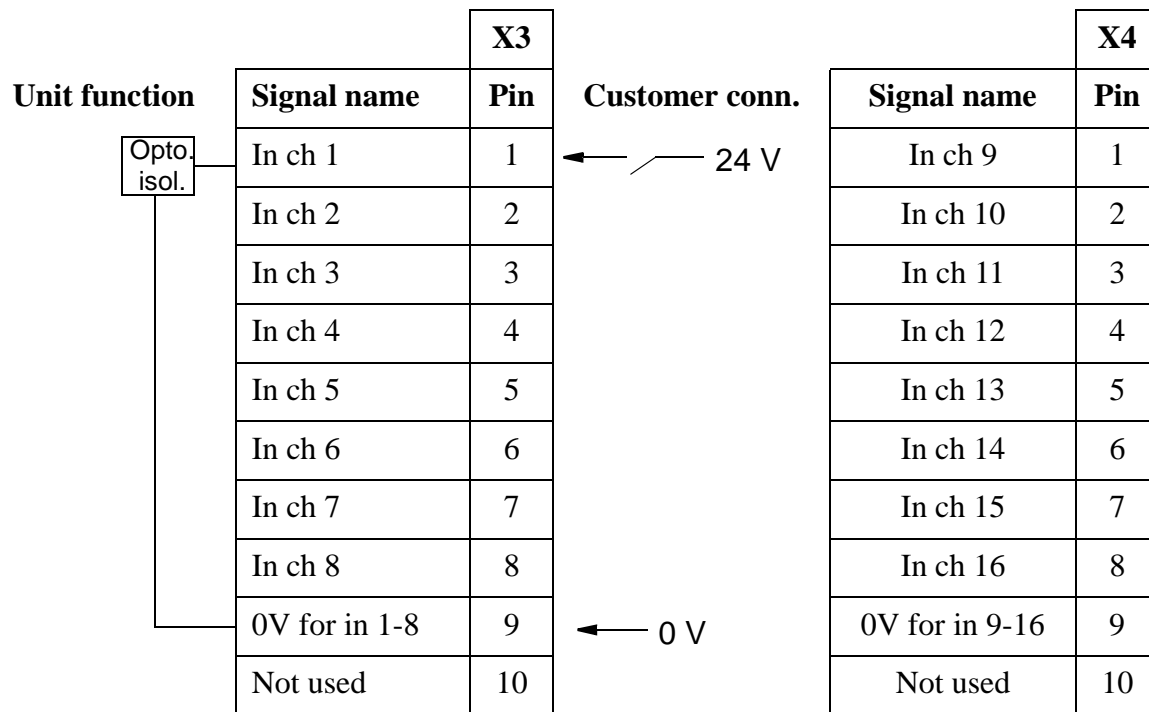 X3 X4
Unit function Signal name Pin Customer conn. Signal name Pin
Opto. In ch 1 1 24 V In ch 9 1
isol.
In ch 2 2 In ch 10 2
In ch 3 3 In ch 11 3
In ch 4 4 In ch 12 4
In ch 5 5 In ch 13 5
In ch 6 6 In ch 14 6
In ch 7 7 In ch 15 7
In ch 8 8 In ch 16 8
0V for in 1-8 9 0 V 0V for in 9-16 9
Not used 10 Not used 10